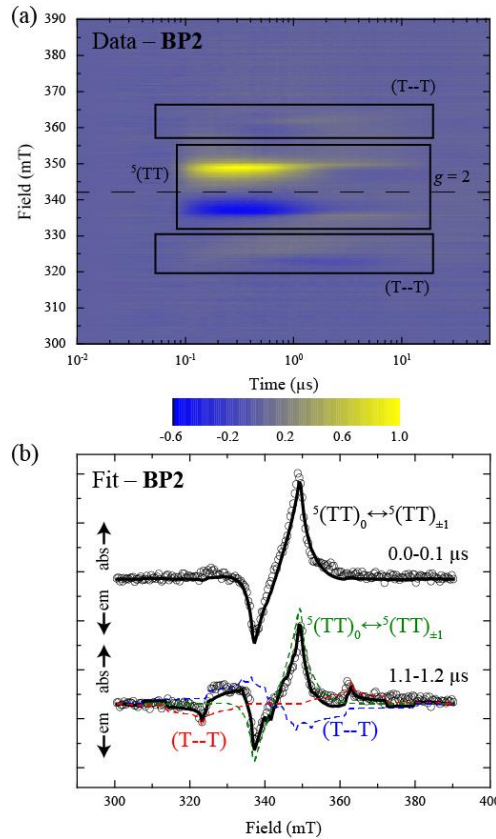 (a)
Data – BP2
(T--T)
⁵(TT)
g = 2
(T--T)
390
380
370
360
350
340
330
320
310
300
Field (mT)
10⁻² 10⁻¹ 10⁰ 10¹
Time (µs)
-0.6 -0.2 0.2 0.6 1.0
(b)
Fit – BP2
⁵(TT)₀↔⁵(TT)±₁
0.0-0.1 µs
abs
em
⁵(TT)₀↔⁵(TT)±₁
abs
1.1-1.2 µs
em
(T--T)
(T--T)
300 320 340 360 380 400
Field (mT)